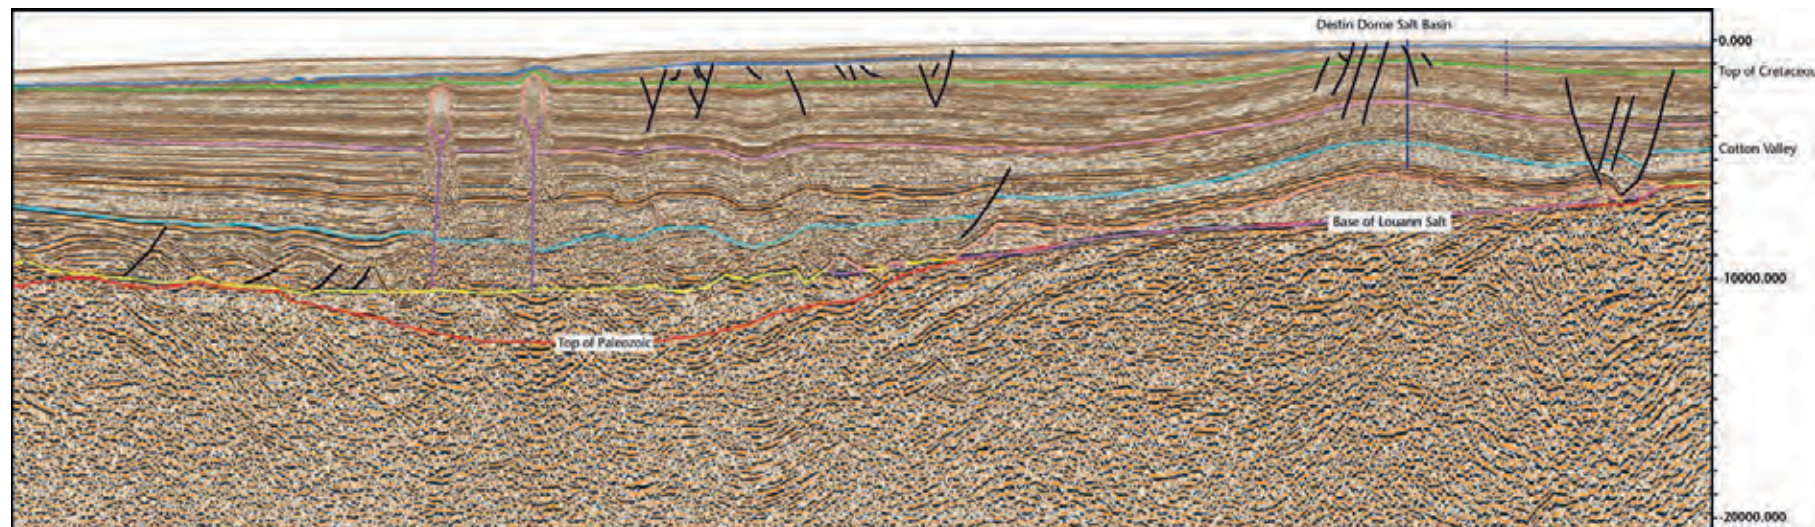 Destin Dome Salt Basin
0.000
Top of Cretaceou
Cotton Valley
Base of Louann Salt
-10000.000
Top of Paleozoic
-20000.000